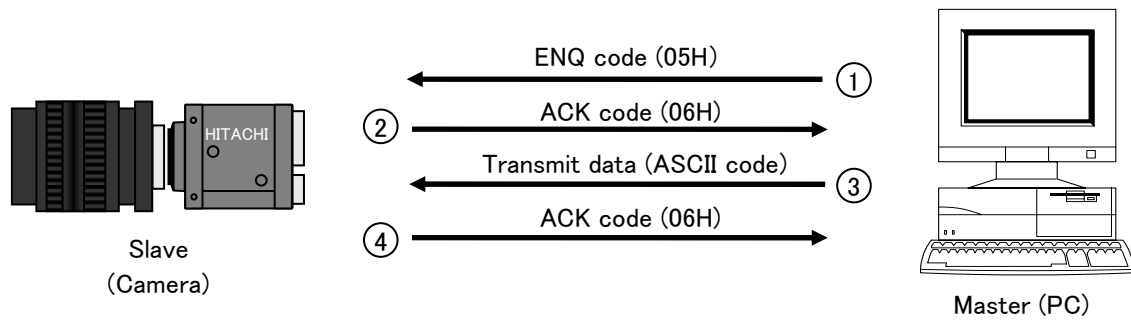 ENQ code (05H)
①
②
ACK code (06H)
HITACHI
Transmit data (ASCII code)
③
④
ACK code (06H)
Slave
(Camera)
Master (PC)